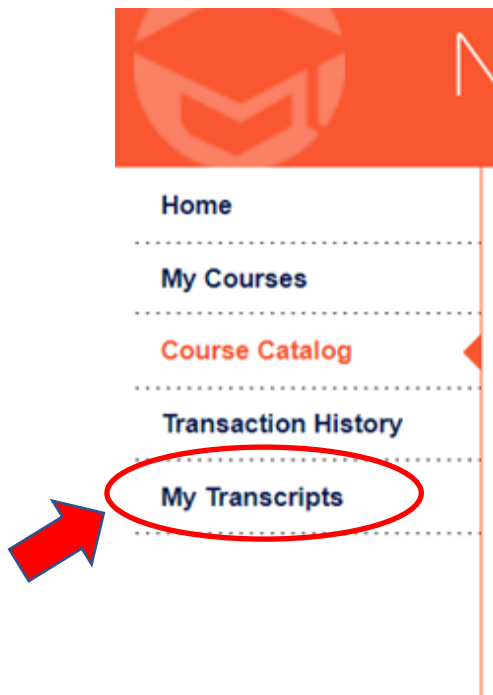 N
Home
My Courses
Course Catalog
Transaction History
My Transcripts